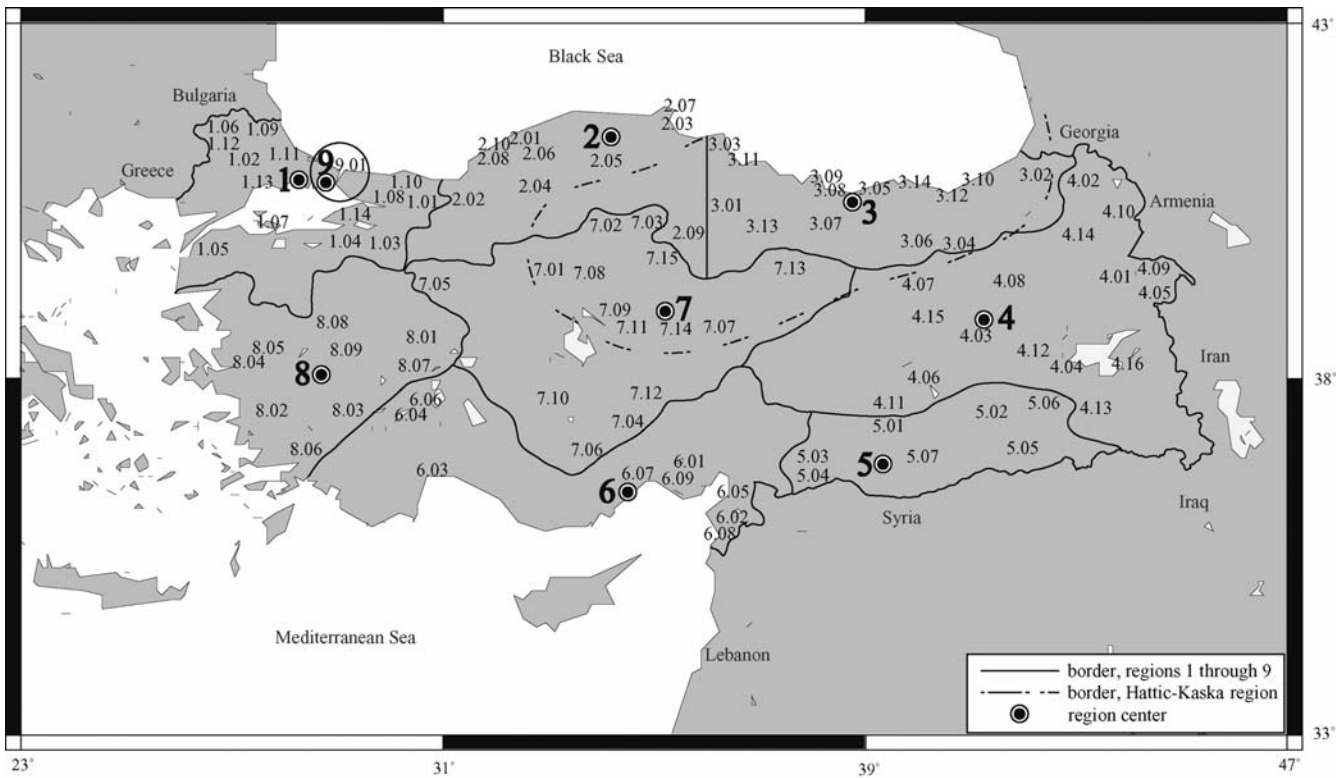 43°
Black Sea
Bulgaria
2.07
1.06 1.09
2.03
1.12
2.10 2.01
2
3.03
Georgia
1.02 1.11
2.08 2.06
2.05
3.11
Greece
9 9.01
3.09
3.14 3.10 3.02 4.02
1.13 1
1.10
2.04
3.08 3.05 3.12
1.08 1.01 2.02
3.01
3
4.10 Armenia
1.07 1.14
7.02 7.03
2.09 3.13 3.07
4.14
1.05 1.04 1.03
3.06 3.04
7.15
7.01 7.08
7.13
4.09
7.05
4.07 4.08 4.01
4.05
7.09 7
8.08
7.11 7.14 7.07
4.15 4
8.01
4.03
8.05 8.09
4.12
Iran
8.04 8.07
4.04 4.16
8
4.06
38°
6.06
7.10 7.12
4.11 5.06 4.13
8.02 8.03 6.04
7.04
5.02
5.01
8.06
7.06
6.01
5.03 5.07 5.05
6.03
6.07 6.09
5.04
5
6
6.05
6.02
Syria
Iraq
6.08
Mediterranean Sea
Lebanon
border, regions 1 through 9
border, Hattic-Kaska region
region center
33°
23° 31° 39° 47°